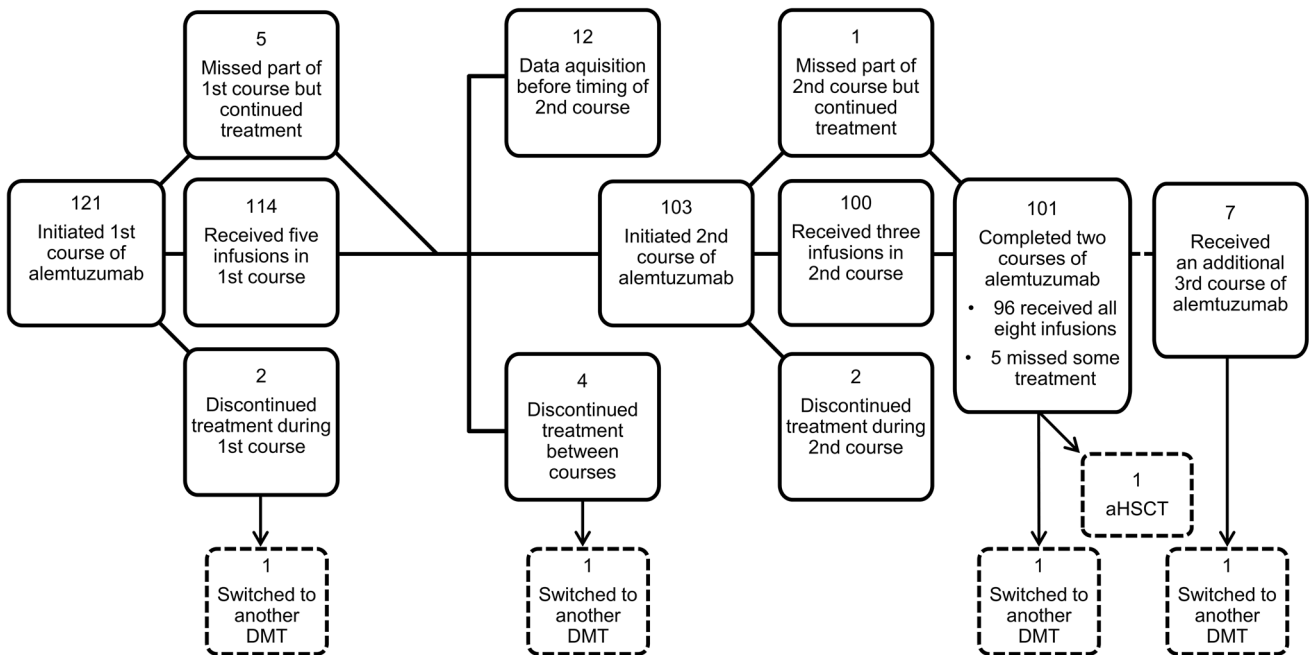 121
Initiated 1st
course of
alemtuzumab
5
Missed part of
1st course but
continued
treatment
114
Received five
infusions in
1st course
2
Discontinued
treatment during
1st course
1
Switched to
another
DMT
12
Data aquisition
before timing of
2nd course
4
Discontinued
treatment
between
courses
1
Switched to
another
DMT
103
Initiated 2nd
course of
alemtuzumab
1
Missed part of
2nd course but
continued
treatment
100
Received three
infusions in
2nd course
2
Discontinued
treatment during
2nd course
101
Completed two
courses of
alemtuzumab
• 96 received all
eight infusions
• 5 missed some
treatment
1
aHSCT
1
Switched to
another
DMT
7
Received
an additional
3rd course of
alemtuzumab
1
Switched to
another
DMT